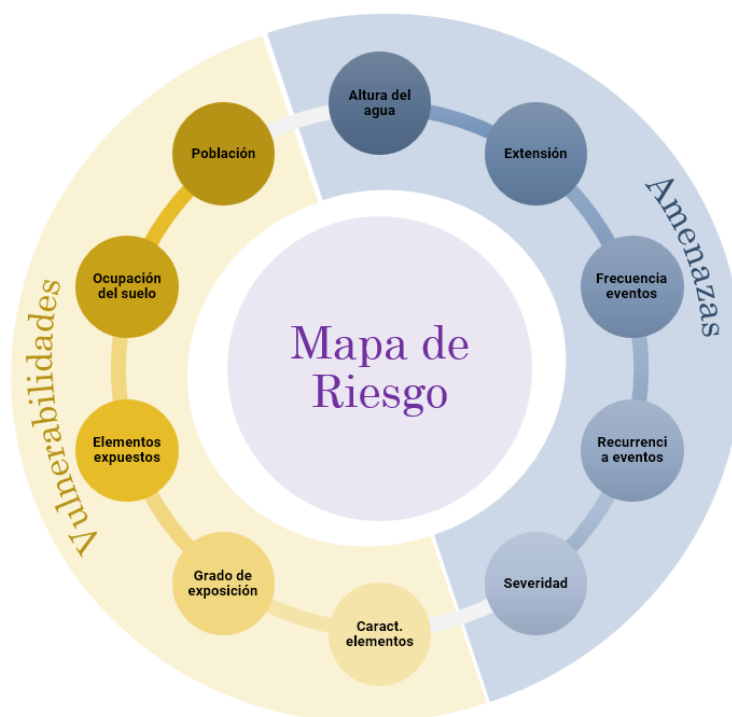 Mapa de
Riesgo
Amenazas
Altura del
agua
Extensión
Frecuencia
eventos
Recurrenci
a eventos
Severidad
Vulnerabilidades
Caract.
elementos
Grado de
exposición
Elementos
expuestos
Ocupación
del suelo
Población